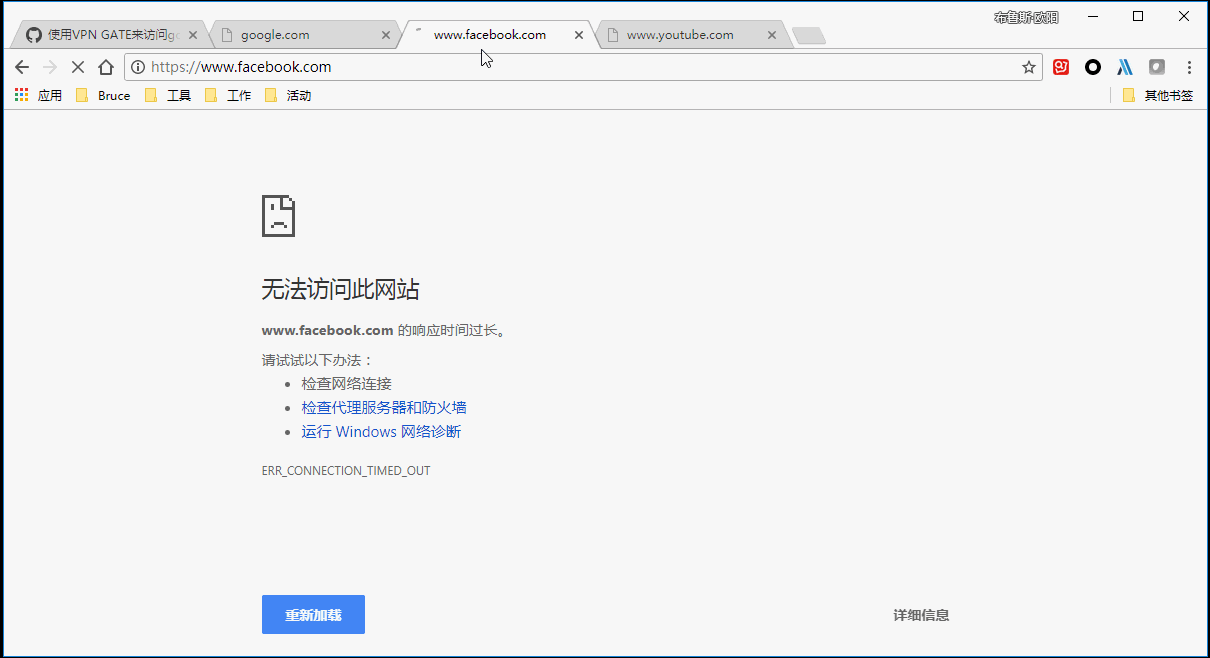 布鲁斯·欧阳
使用VPN GATE来访问go
google.com
www.facebook.com
www.youtube.com
https://www.facebook.com
应用 Bruce 工具 工作 活动 其他书签
无法访问此网站
www.facebook.com 的响应时间过长。
请试试以下办法：
检查网络连接
检查代理服务器和防火墙
运行 Windows 网络诊断
ERR_CONNECTION_TIMED_OUT
重新加载
详细信息